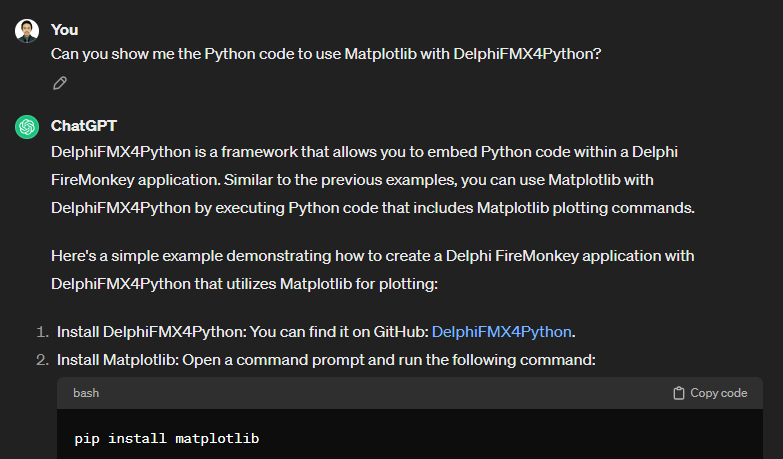 You
Can you show me the Python code to use Matplotlib with DelphiFMX4Python?
ChatGPT
DelphiFMX4Python is a framework that allows you to embed Python code within a Delphi
FireMonkey application. Similar to the previous examples, you can use Matplotlib with
DelphiFMX4Python by executing Python code that includes Matplotlib plotting commands.
Here's a simple example demonstrating how to create a Delphi FireMonkey application with
DelphiFMX4Python that utilizes Matplotlib for plotting:
1. Install DelphiFMX4Python: You can find it on GitHub: DelphiFMX4Python.
2. Install Matplotlib: Open a command prompt and run the following command:
bash Copy code
pip install matplotlib